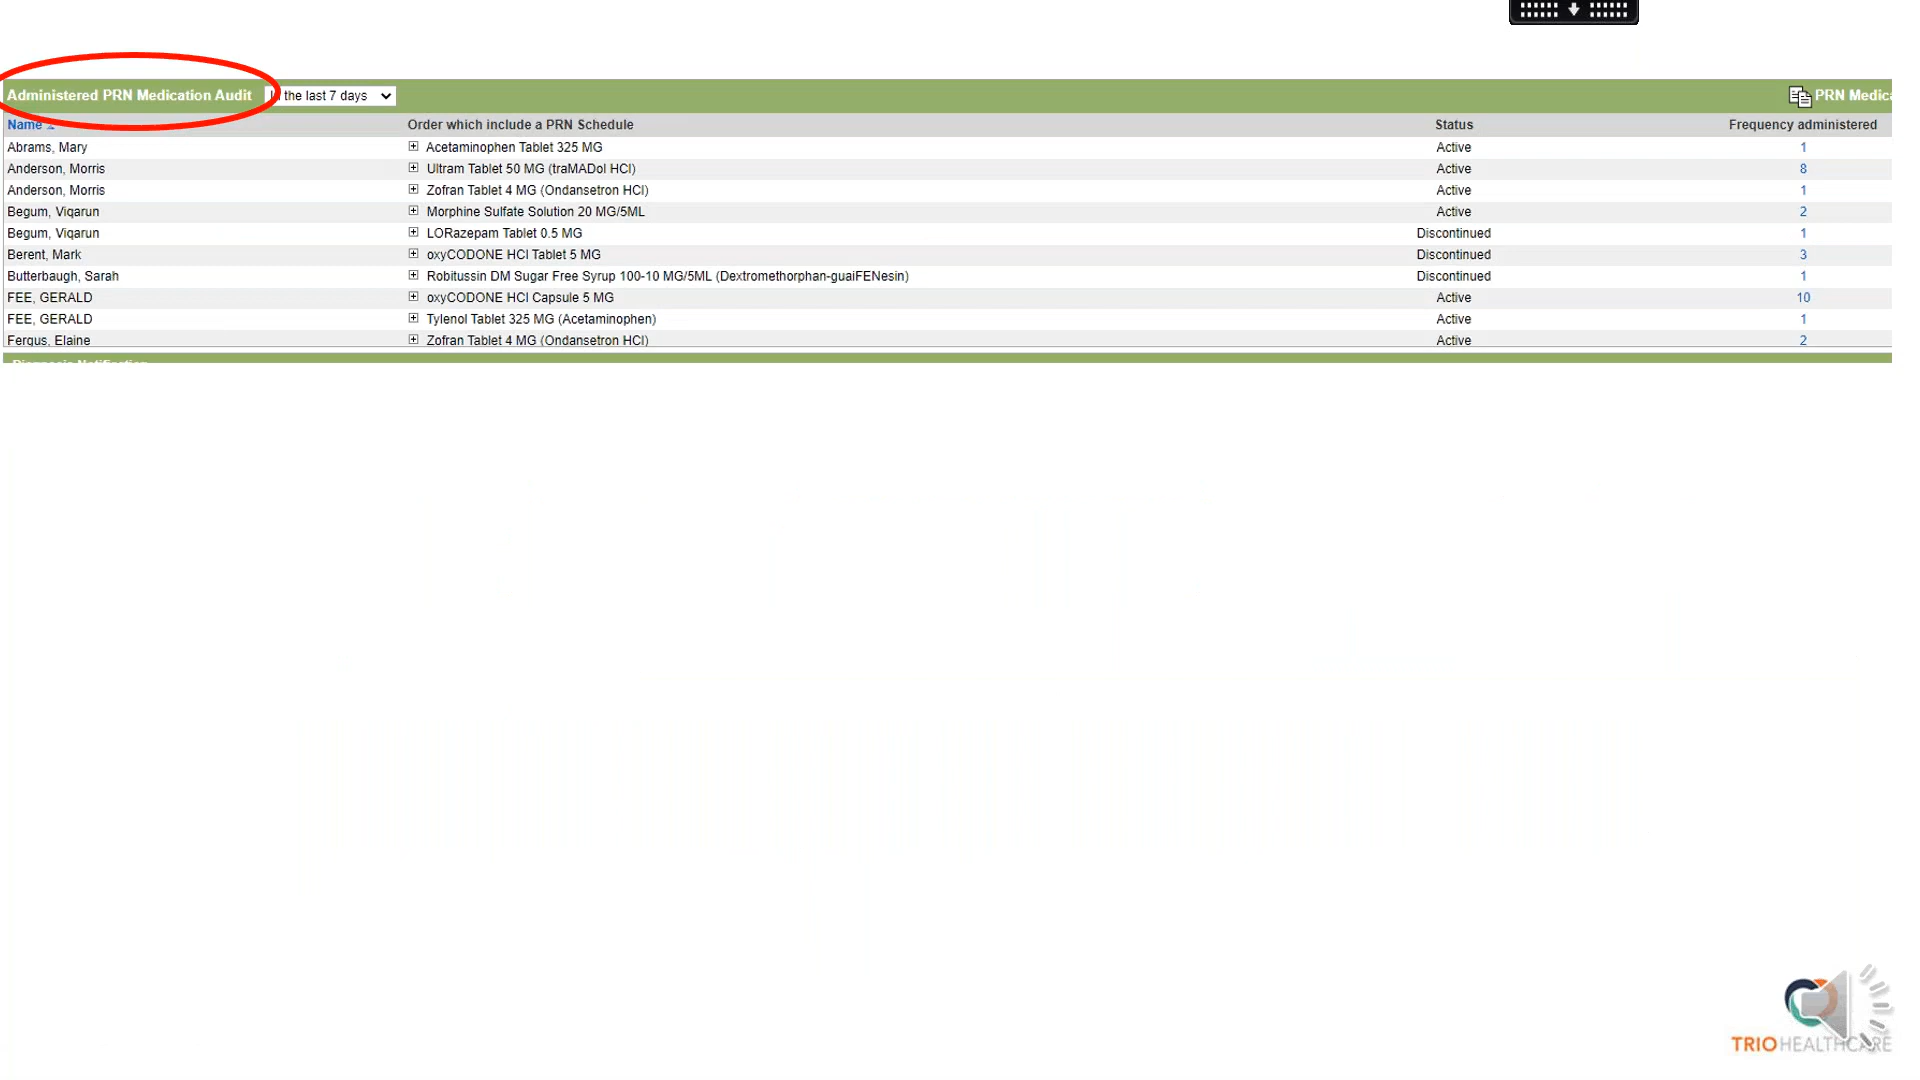 Administered PRN Medication Audit In the last 7 days PRN Medica
Name Order which include a PRN Schedule Status Frequency administered
Abrams, Mary Acetaminophen Tablet 325 MG Active 1
Anderson, Morris Ultram Tablet 50 MG (traMADol HCl) Active 8
Anderson, Morris Zofran Tablet 4 MG (Ondansetron HCl) Active 1
Begum, Viqarun Morphine Sulfate Solution 20 MG/5ML Active 2
Begum, Viqarun LORazepam Tablet 0.5 MG Discontinued 1
Berent, Mark oxyCODONE HCl Tablet 5 MG Discontinued 3
Butterbaugh, Sarah Robitussin DM Sugar Free Syrup 100-10 MG/5ML (Dextromethorphan-guaiFENesin) Discontinued 1
FEE, GERALD oxyCODONE HCl Capsule 5 MG Active 10
FEE, GERALD Tylenol Tablet 325 MG (Acetaminophen) Active 1
Fergus, Elaine Zofran Tablet 4 MG (Ondansetron HCl) Active 2
Diagnosis Notification
TRIO HEALTHCARE